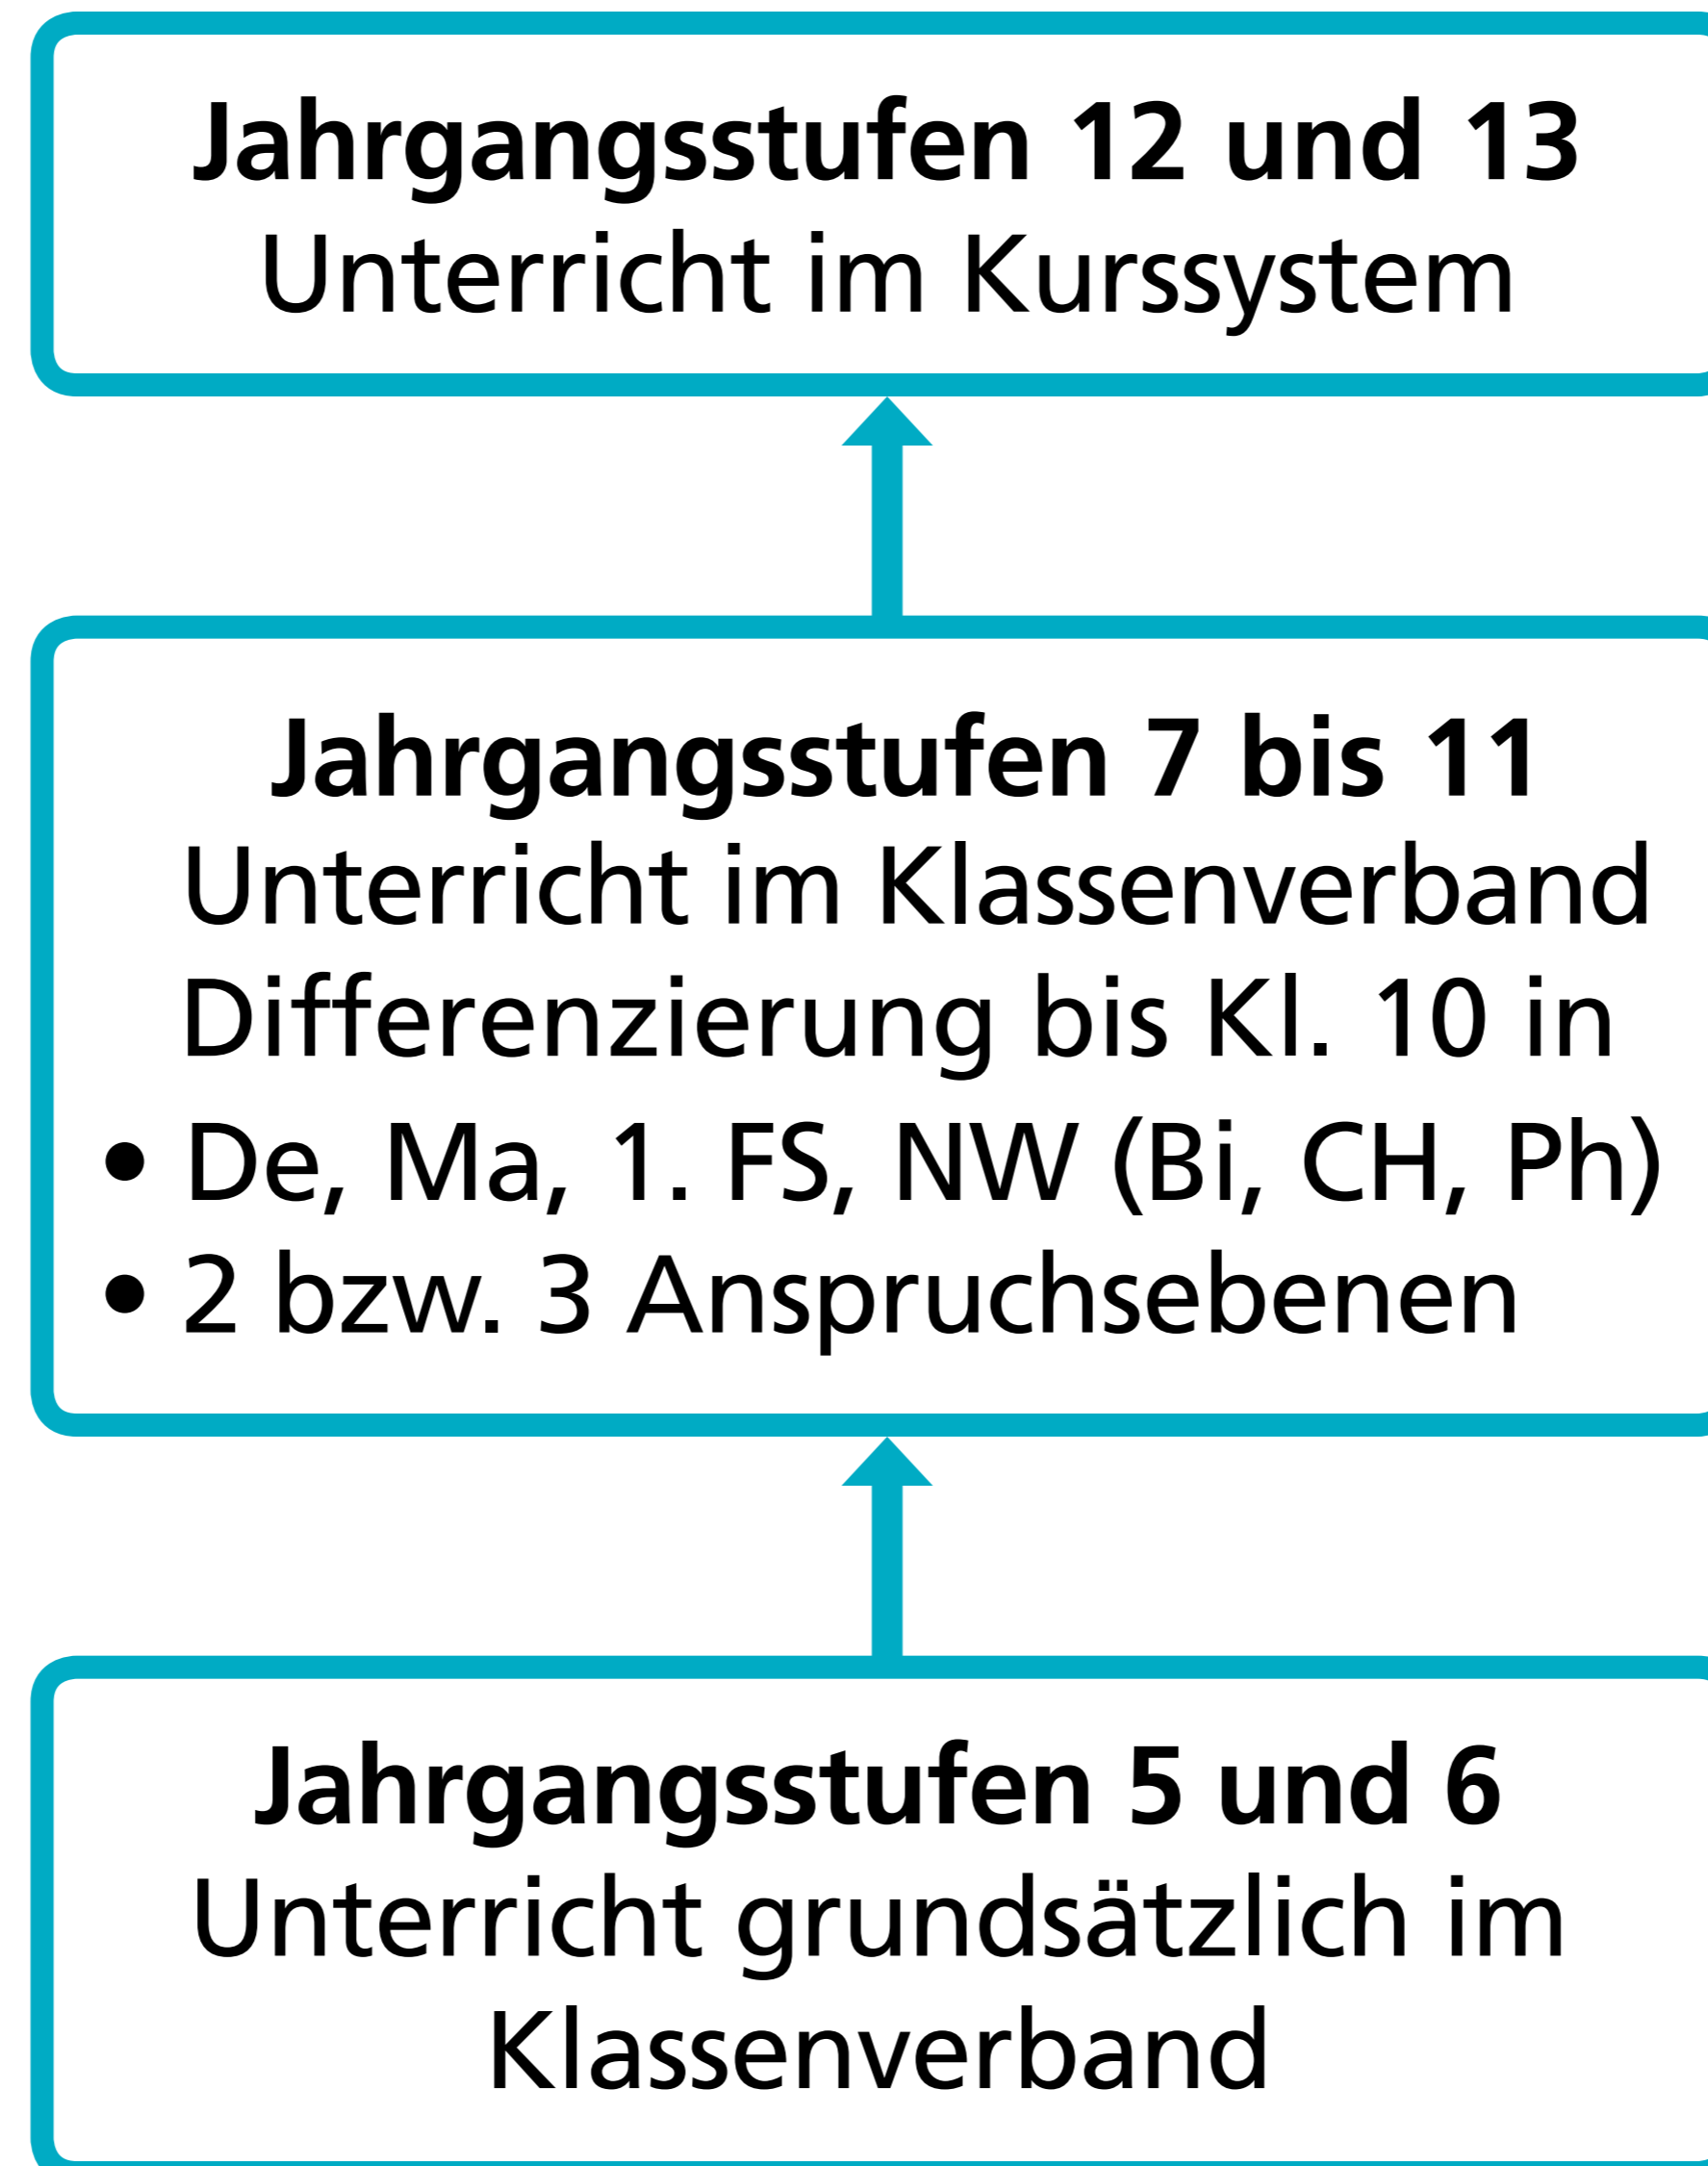 Jahrgangsstufen 12 und 13
Unterricht im Kurssystem
Jahrgangsstufen 7 bis 11
Unterricht im Klassenverband
Differenzierung bis Kl. 10 in
• De, Ma, 1. FS, NW (Bi, CH, Ph)
• 2 bzw. 3 Anspruchsebenen
Jahrgangsstufen 5 und 6
Unterricht grundsätzlich im
Klassenverband